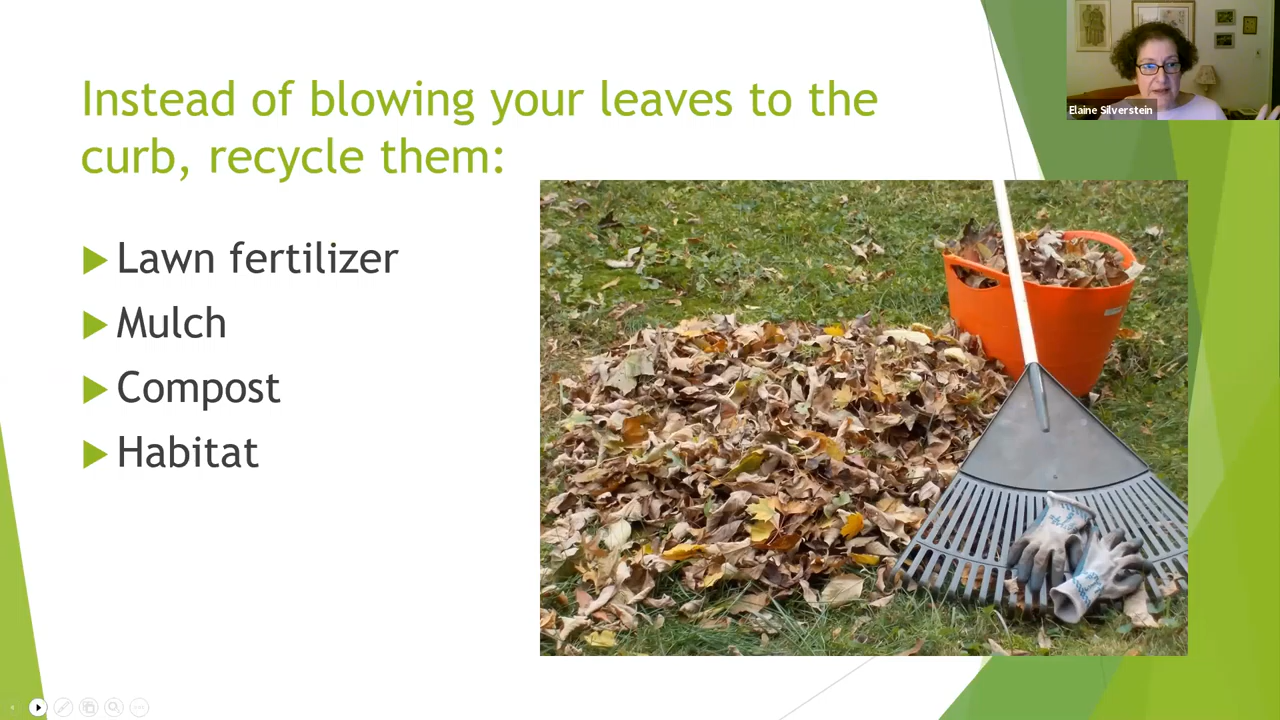 Instead of blowing your leaves to the
curb, recycle them:
Lawn fertilizer
Mulch
Compost
Habitat
Elaine Silverstein